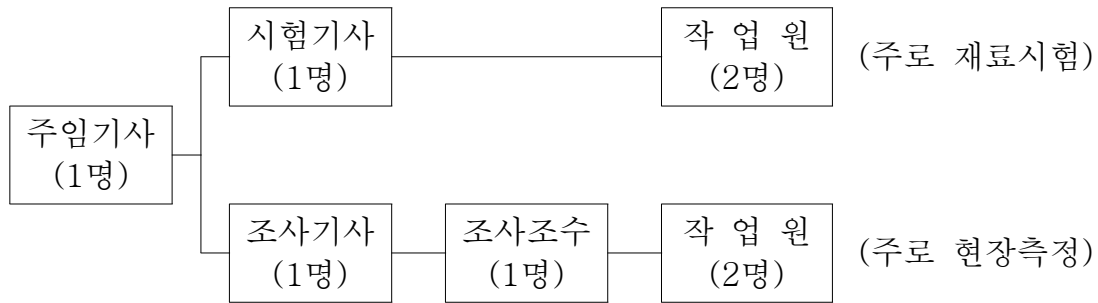 시험기사
(1명)
작 업 원
(2명)
(주로 재료시험)
주임기사
(1명)
조사기사
(1명)
조사조수
(1명)
작 업 원
(2명)
(주로 현장측정)